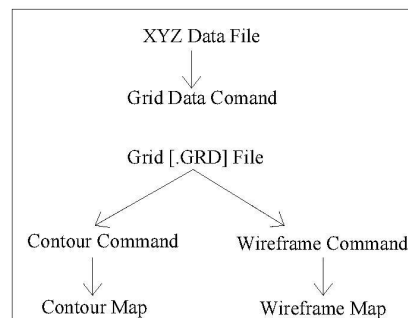 XYZ Data File
Grid Data Comand
Grid [.GRD] File
Contour Command
Wireframe Command
Contour Map
Wireframe Map